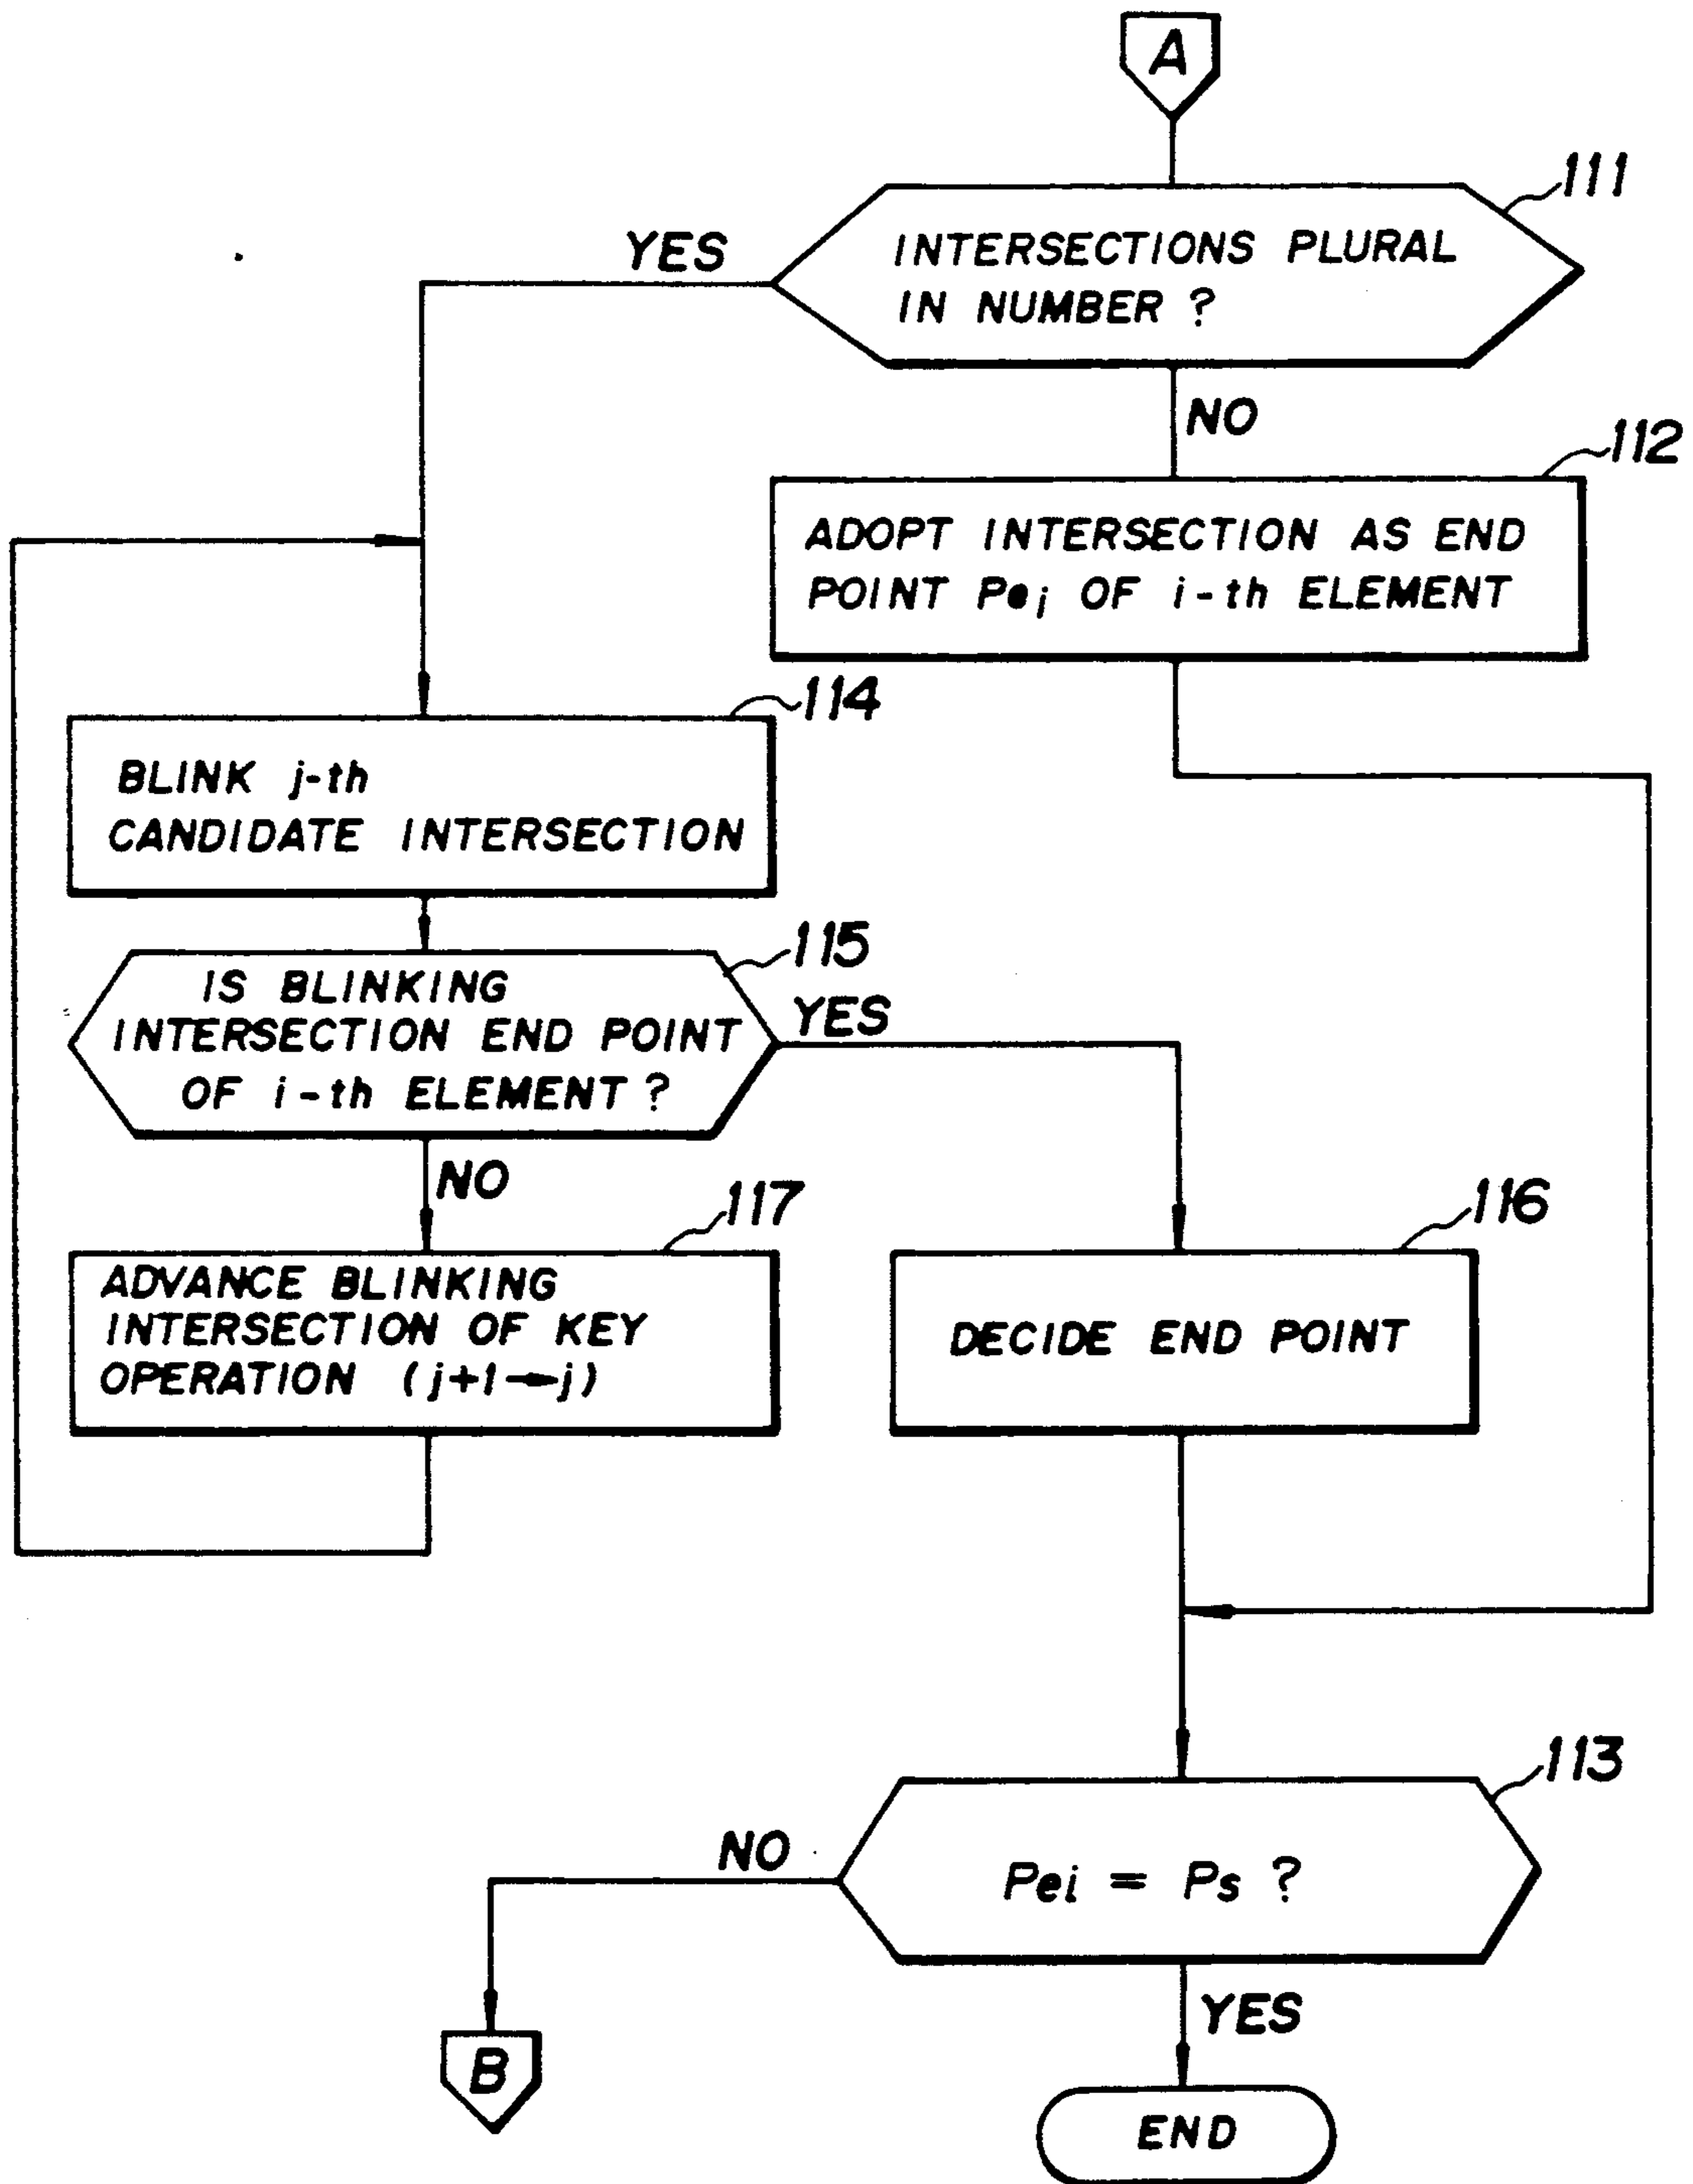 A
111
YES
INTERSECTIONS PLURAL
IN NUMBER ?
NO
112
ADOPT INTERSECTION AS END
POINT Pei OF i-th ELEMENT
114
BLINK j-th
CANDIDATE INTERSECTION
115
IS BLINKING
INTERSECTION END POINT
OF i-th ELEMENT ?
YES
NO
117
ADVANCE BLINKING
INTERSECTION OF KEY
OPERATION (j+1→j)
116
DECIDE END POINT
113
NO
Pei = Ps ?
YES
B
END